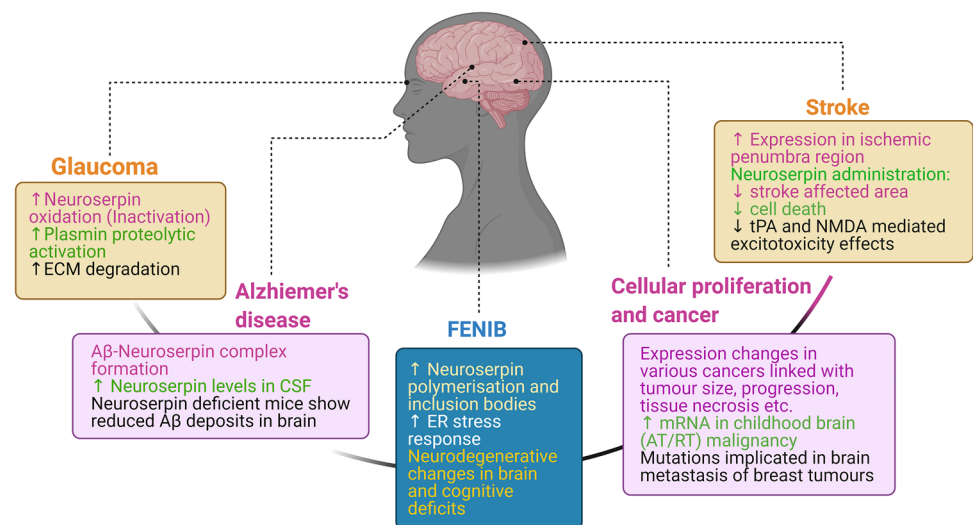 Glaucoma
↑Neuroserpin
oxidation (Inactivation)
↑Plasmin proteolytic
activation
↑ECM degradation
Alzhiemer's
disease
Aβ-Neuroserpin complex
formation
↑ Neuroserpin levels in CSF
Neuroserpin deficient mice show
reduced Aβ deposits in brain
FENIB
↑ Neuroserpin
polymerisation and
inclusion bodies
↑ ER stress
response
Neurodegenerative
changes in brain
and cognitive
deficits
Cellular proliferation
and cancer
Expression changes in
various cancers linked with
tumour size, progression,
tissue necrosis etc.
↑ mRNA in childhood brain
(AT/RT) malignancy
Mutations implicated in brain
metastasis of breast tumours
Stroke
↑ Expression in ischemic
penumbra region
Neuroserpin administration:
↓ stroke affected area
↓ cell death
↓ tPA and NMDA mediated
excitotoxicity effects